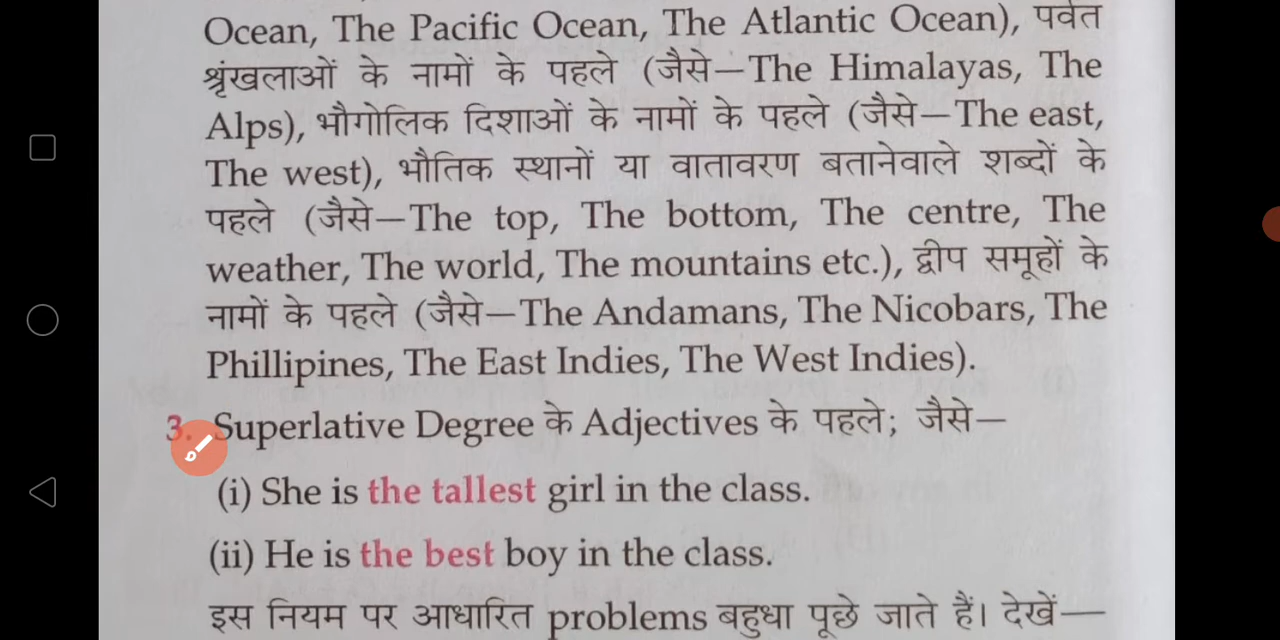 Ocean, The Pacific Ocean, The Atlantic Ocean), पर्वत
श्रृंखलाओं के नामों के पहले (जैसे—The Himalayas, The
Alps), भौगोलिक दिशाओं के नामों के पहले (जैसे—The east,
The west), भौतिक स्थानों या वातावरण बतानेवाले शब्दों के
पहले (जैसे—The top, The bottom, The centre, The
weather, The world, The mountains etc.), द्वीप समूहों के
नामों के पहले (जैसे—The Andamans, The Nicobars, The
Phillipines, The East Indies, The West Indies).
3. Superlative Degree के Adjectives के पहले; जैसे—
(i) She is the tallest girl in the class.
(ii) He is the best boy in the class.
इस नियम पर आधारित problems बहुधा पूछे जाते हैं। देखें—